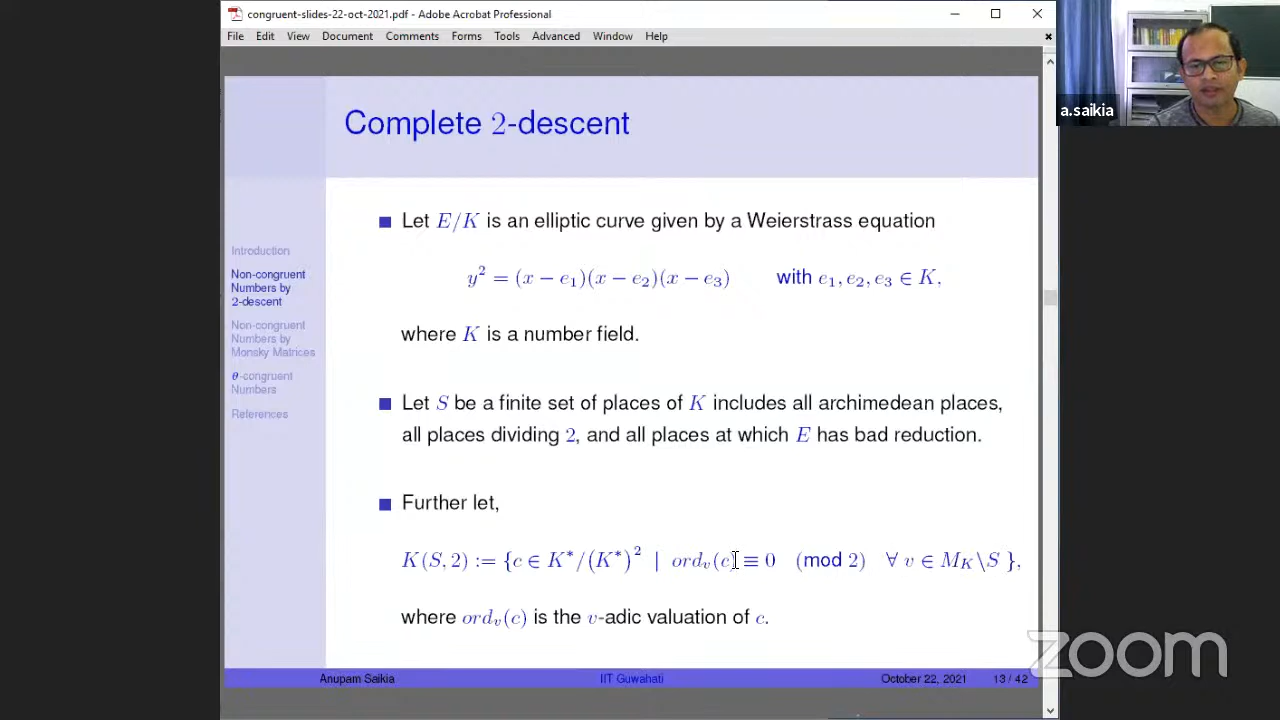 congruent-slides-22-oct-2021.pdf - Adobe Acrobat Professional
File Edit View Document Comments Forms Tools Advanced Window Help
a.saikia
Complete 2-descent
Introduction
Non-congruent
Numbers by
2-descent
Non-congruent
Numbers by
Monsky Matrices
θ-congruent
Numbers
References
Let E/K is an elliptic curve given by a Weierstrass equation
y² = (x − e₁)(x − e₂)(x − e₃) with e₁, e₂, e₃ ∈ K,
where K is a number field.
Let S be a finite set of places of K includes all archimedean places,
all places dividing 2, and all places at which E has bad reduction.
Further let,
K(S, 2) := {c ∈ K*/(K*)² | ord_v(c) ≡ 0 (mod 2) ∀ v ∈ M_K\S },
where ord_v(c) is the v-adic valuation of c.
Anupam Saikia IIT Guwahati October 22, 2021 13 / 42
zoom